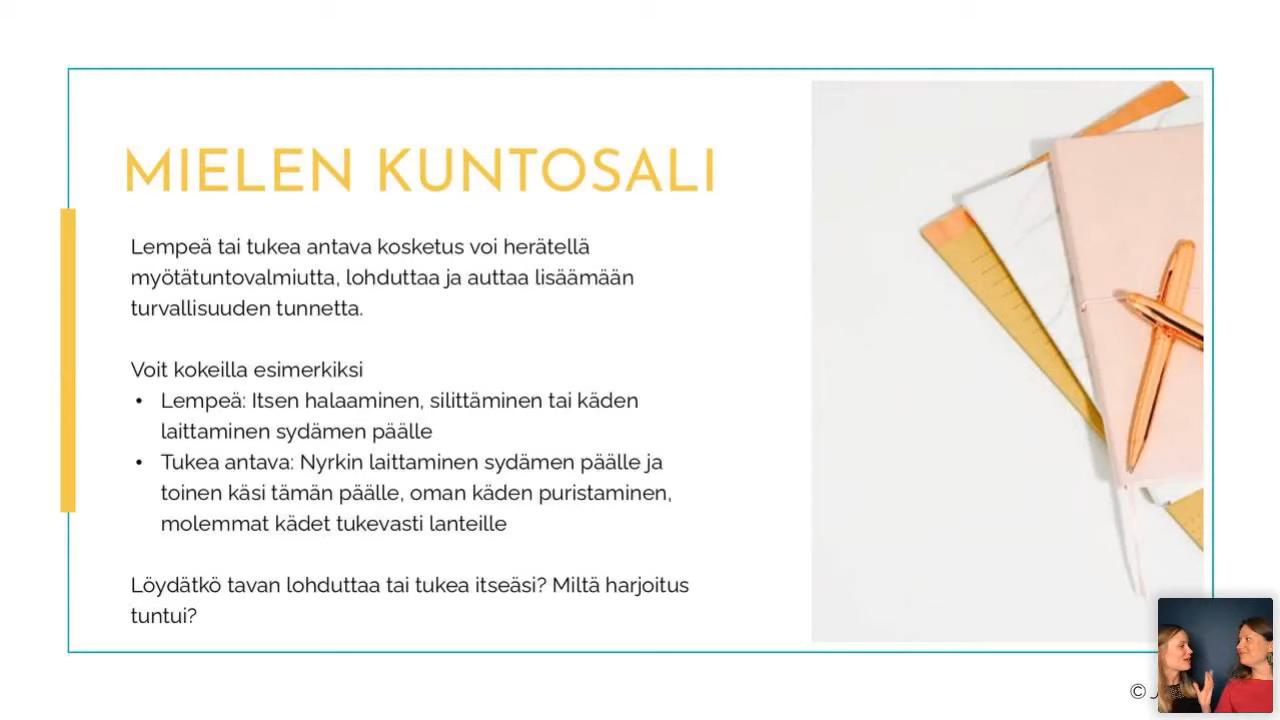 MIELEN KUNTOSALI
Lempeä tai tukea antava kosketus voi herätellä
myötätuntovalmiutta, lohduttaa ja auttaa lisäämään
turvallisuuden tunnetta.
Voit kokeilla esimerkiksi
• Lempeä: Itsen halaaminen, silittäminen tai käden
laittaminen sydämen päälle
• Tukea antava: Nyrkin laittaminen sydämen päälle ja
toinen käsi tämän päälle, oman käden puristaminen,
molemmat kädet tukevasti lanteille
Löydätkö tavan lohduttaa tai tukea itseäsi? Miltä harjoitus
tuntui?
©